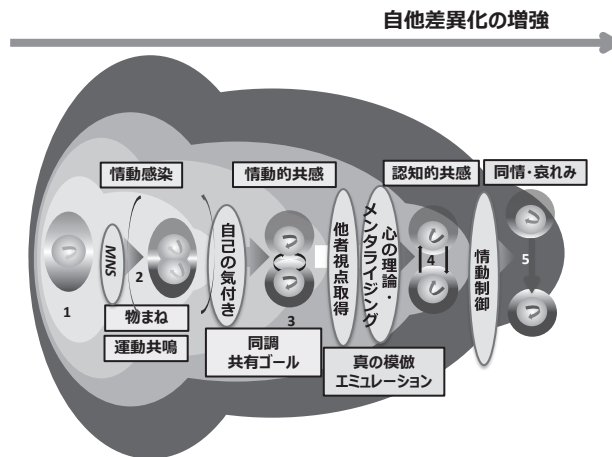 自他差異化の増強
情動感染
情動的共感
認知的共感
同情・哀れみ
1
MNS
2
自己の気付き
3
他者視点取得
心の理論・
メンタライジング
4
情動制御
5
物まね
運動共鳴
同調
共有ゴール
真の模倣
エミュレーション